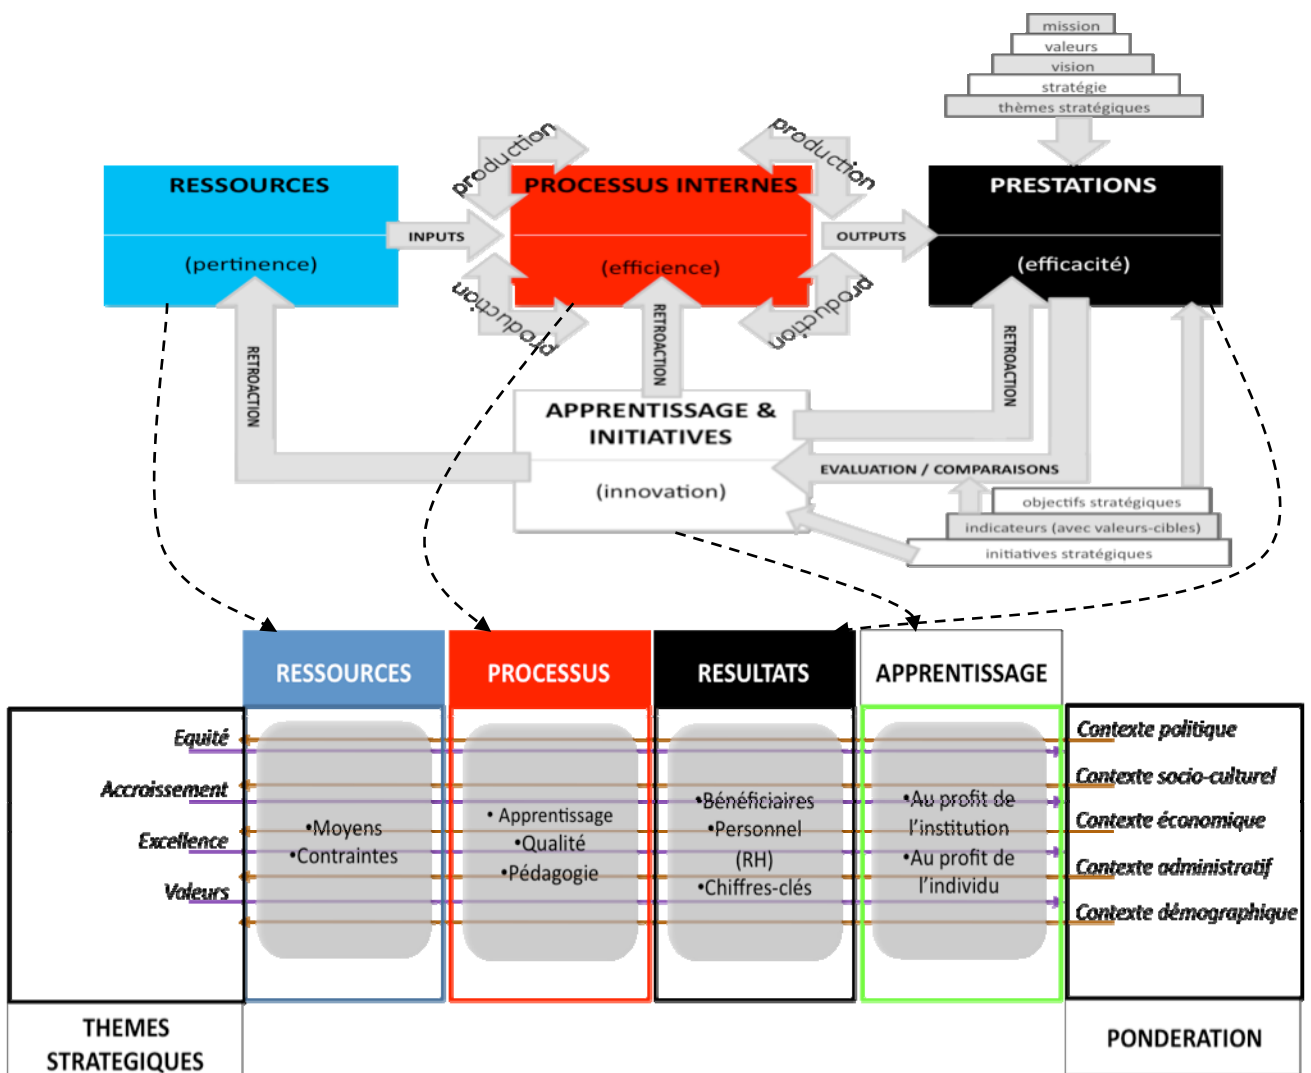 mission
valeurs
vision
stratégie
thèmes stratégiques
production
production
RESSOURCES
PROCESSUS INTERNES
PRESTATIONS
INPUTS
OUTPUTS
(pertinence)
(efficience)
(efficacité)
production
production
RETROACTION
RETROACTION
RETROACTION
APPRENTISSAGE &
INITIATIVES
EVALUATION / COMPARAISONS
(innovation)
objectifs stratégiques
indicateurs (avec valeurs-cibles)
initiatives stratégiques
RESSOURCES
PROCESSUS
RESULTATS
APPRENTISSAGE
Equité
Accroissement
Excellence
Valeurs
•Moyens
•Contraintes
• Apprentissage
•Qualité
•Pédagogie
•Bénéficiaires
•Personnel
(RH)
•Chiffres-clés
•Au profit de
l'institution
•Au profit de
l'individu
Contexte politique
Contexte socio-culturel
Contexte économique
Contexte administratif
Contexte démographique
THEMES
STRATEGIQUES
PONDERATION